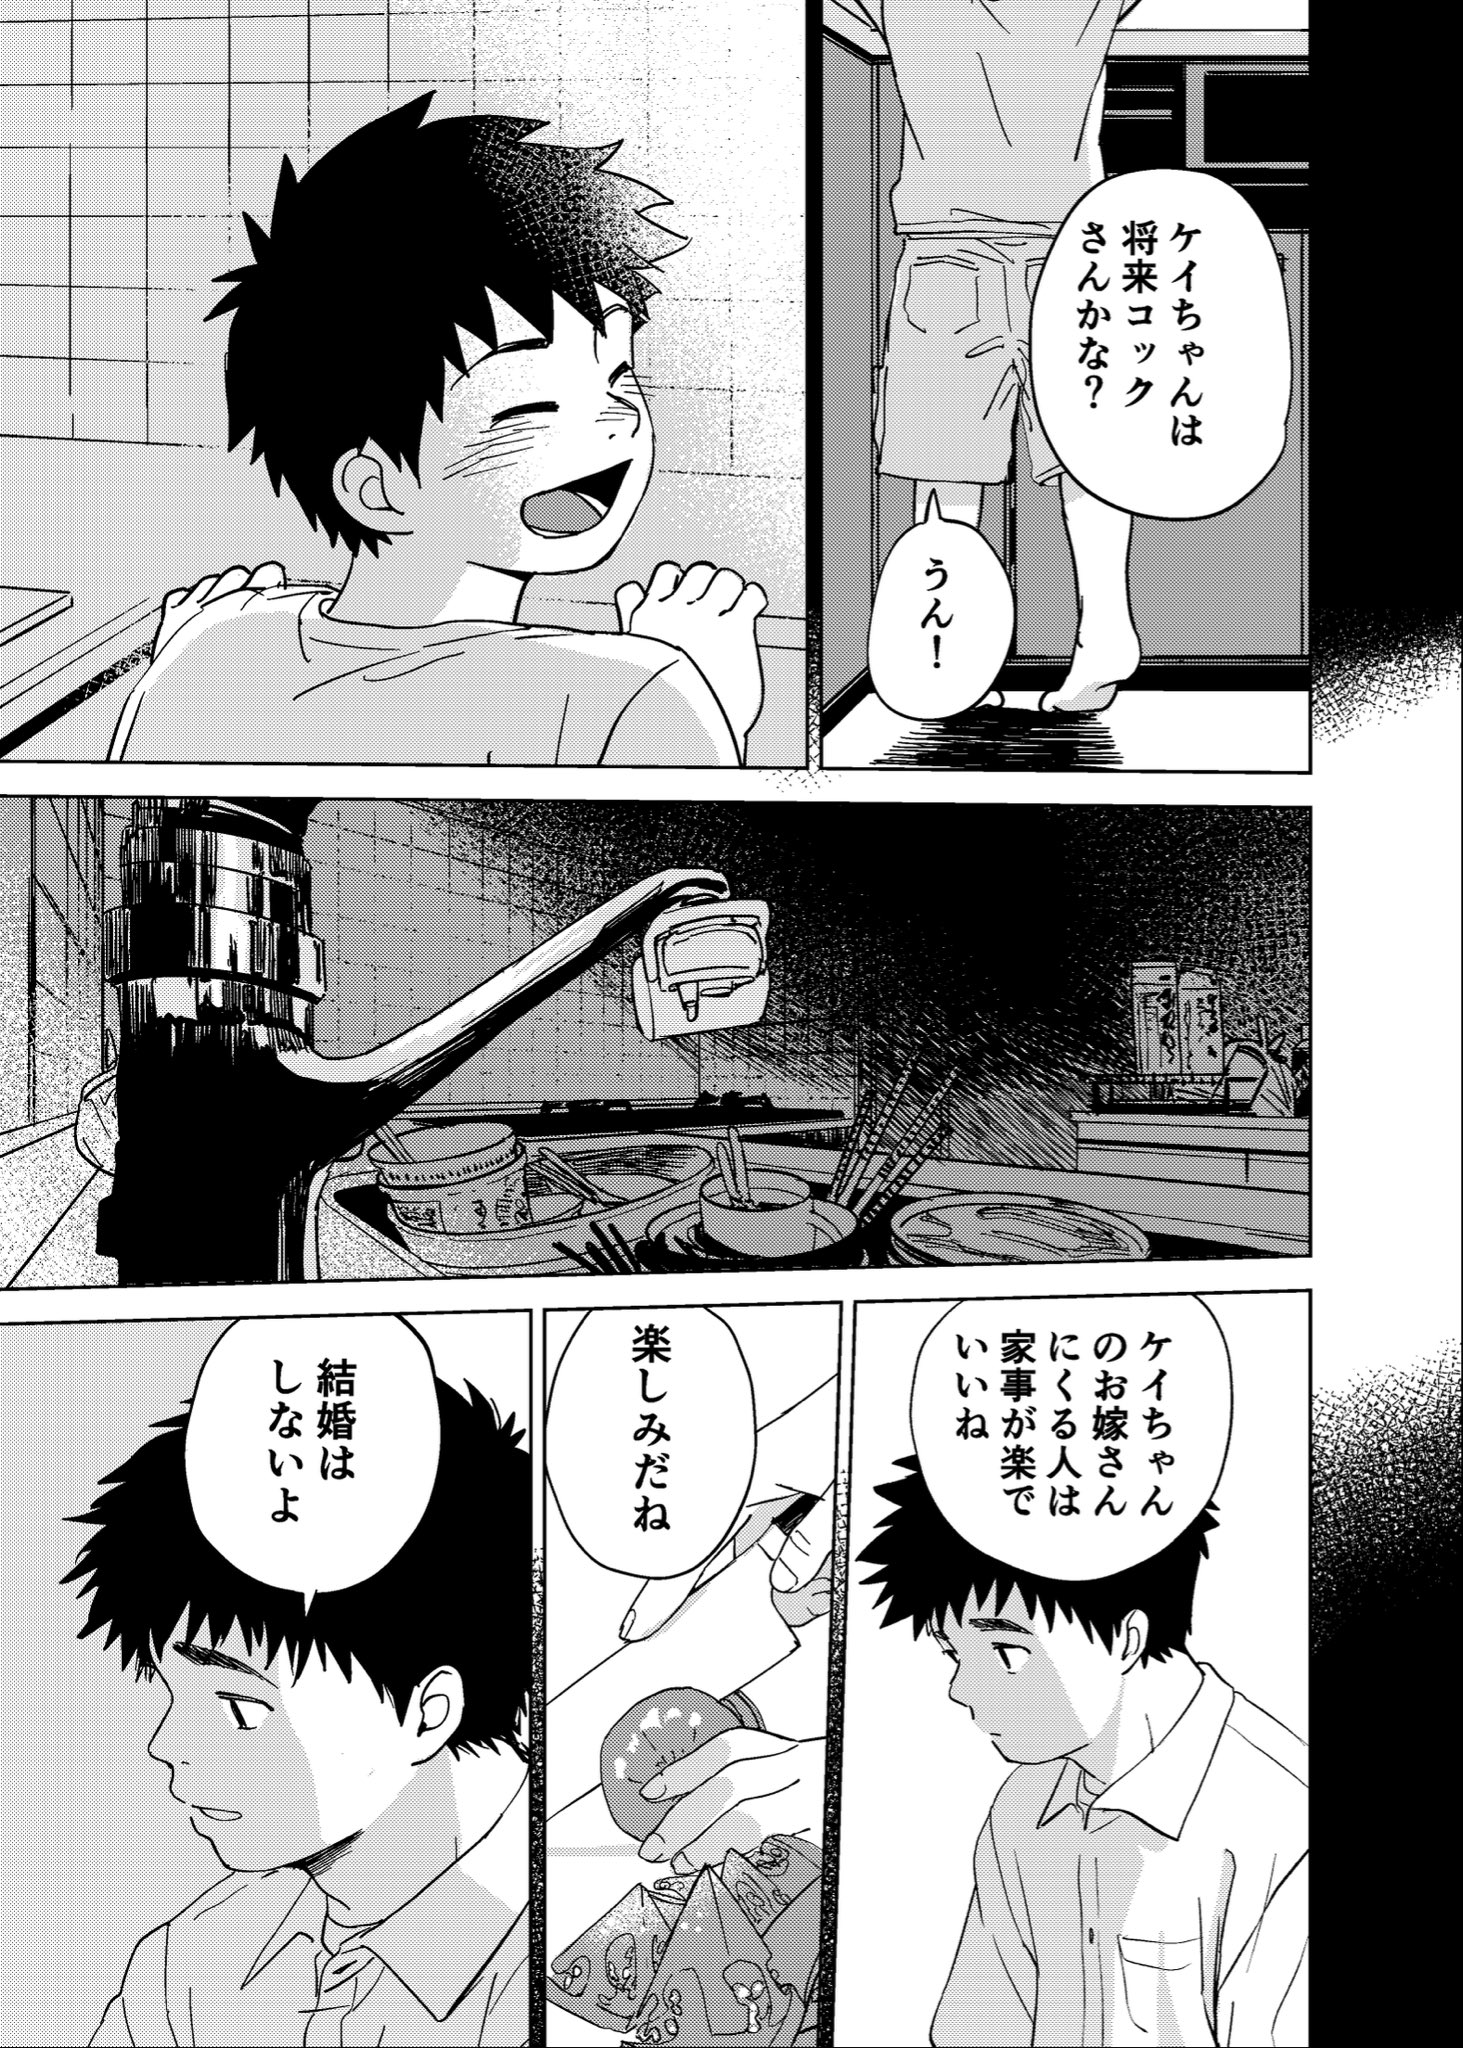 ケイちゃんは
将来コック
さんかな?
うん!
ケイちゃん
のお嫁さん
にくる人は
家事が楽で
いいね
楽しみだね
結婚は
しないよ